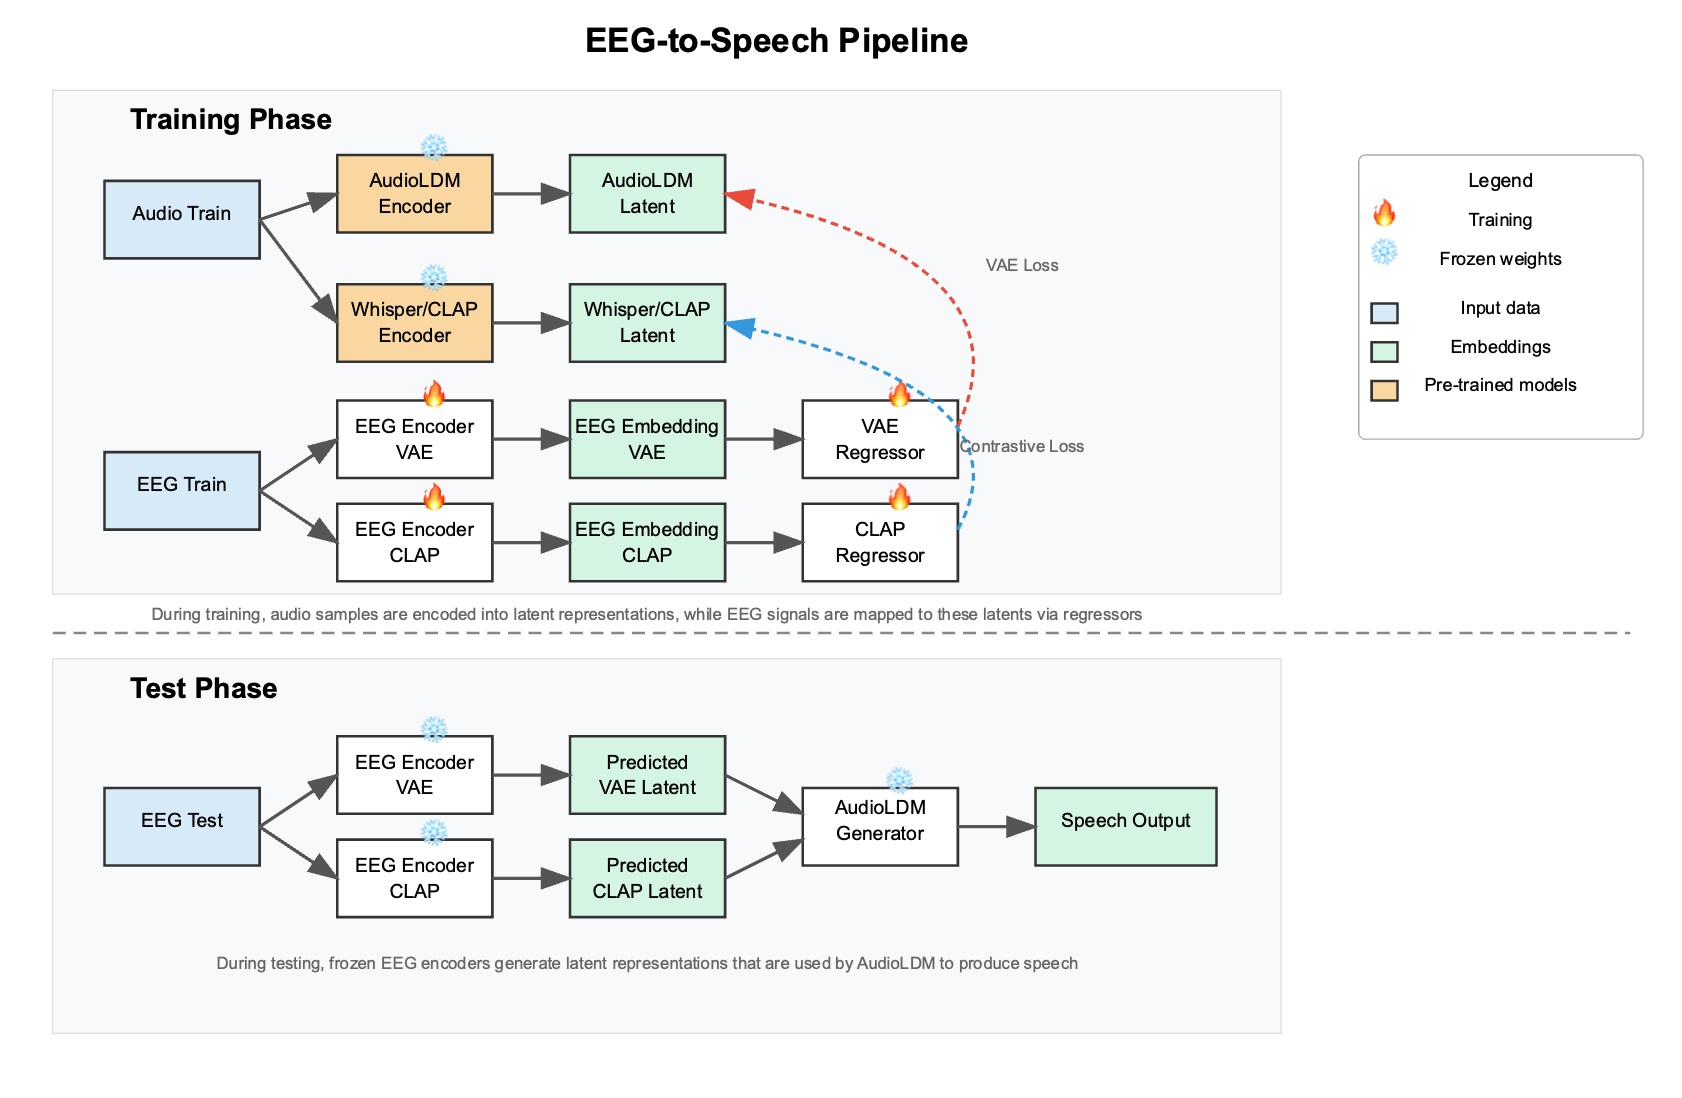 EEG-to-Speech Pipeline
Training Phase
Audio Train
AudioLDM
Encoder
AudioLDM
Latent
Whisper/CLAP
Encoder
Whisper/CLAP
Latent
VAE Loss
EEG Train
EEG Encoder
VAE
EEG Embedding
VAE
VAE
Regressor
Contrastive Loss
EEG Encoder
CLAP
EEG Embedding
CLAP
CLAP
Regressor
During training, audio samples are encoded into latent representations, while EEG signals are mapped to these latents via regressors
Legend
Training
Frozen weights
Input data
Embeddings
Pre-trained models
Test Phase
EEG Test
EEG Encoder
VAE
Predicted
VAE Latent
EEG Encoder
CLAP
Predicted
CLAP Latent
AudioLDM
Generator
Speech Output
During testing, frozen EEG encoders generate latent representations that are used by AudioLDM to produce speech